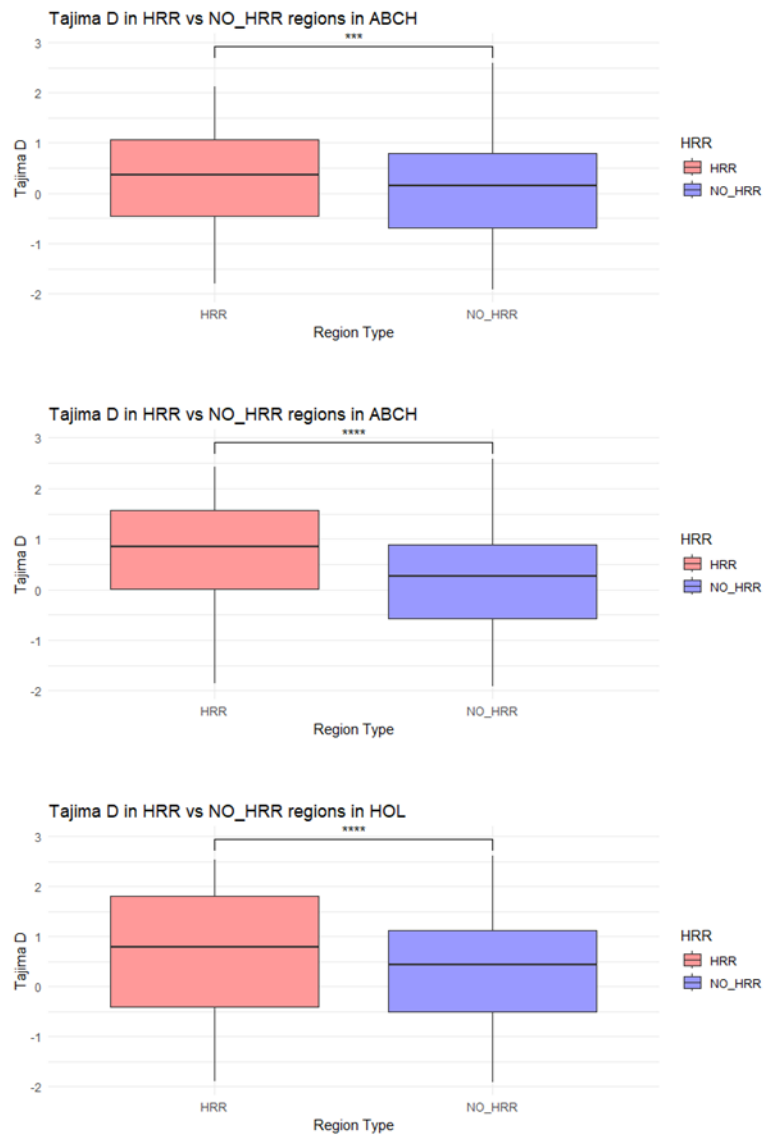 Tajima D in HRR vs NO_HRR regions in ABCH
***
3
2
1
0
-1
-2
Tajima D
HRR
NO_HRR
Region Type
HRR
HRR
NO_HRR
Tajima D in HRR vs NO_HRR regions in ABCH
****
3
2
1
0
-1
-2
Tajima D
HRR
NO_HRR
Region Type
HRR
HRR
NO_HRR
Tajima D in HRR vs NO_HRR regions in HOL
****
3
2
1
0
-1
-2
Tajima D
HRR
NO_HRR
Region Type
HRR
HRR
NO_HRR